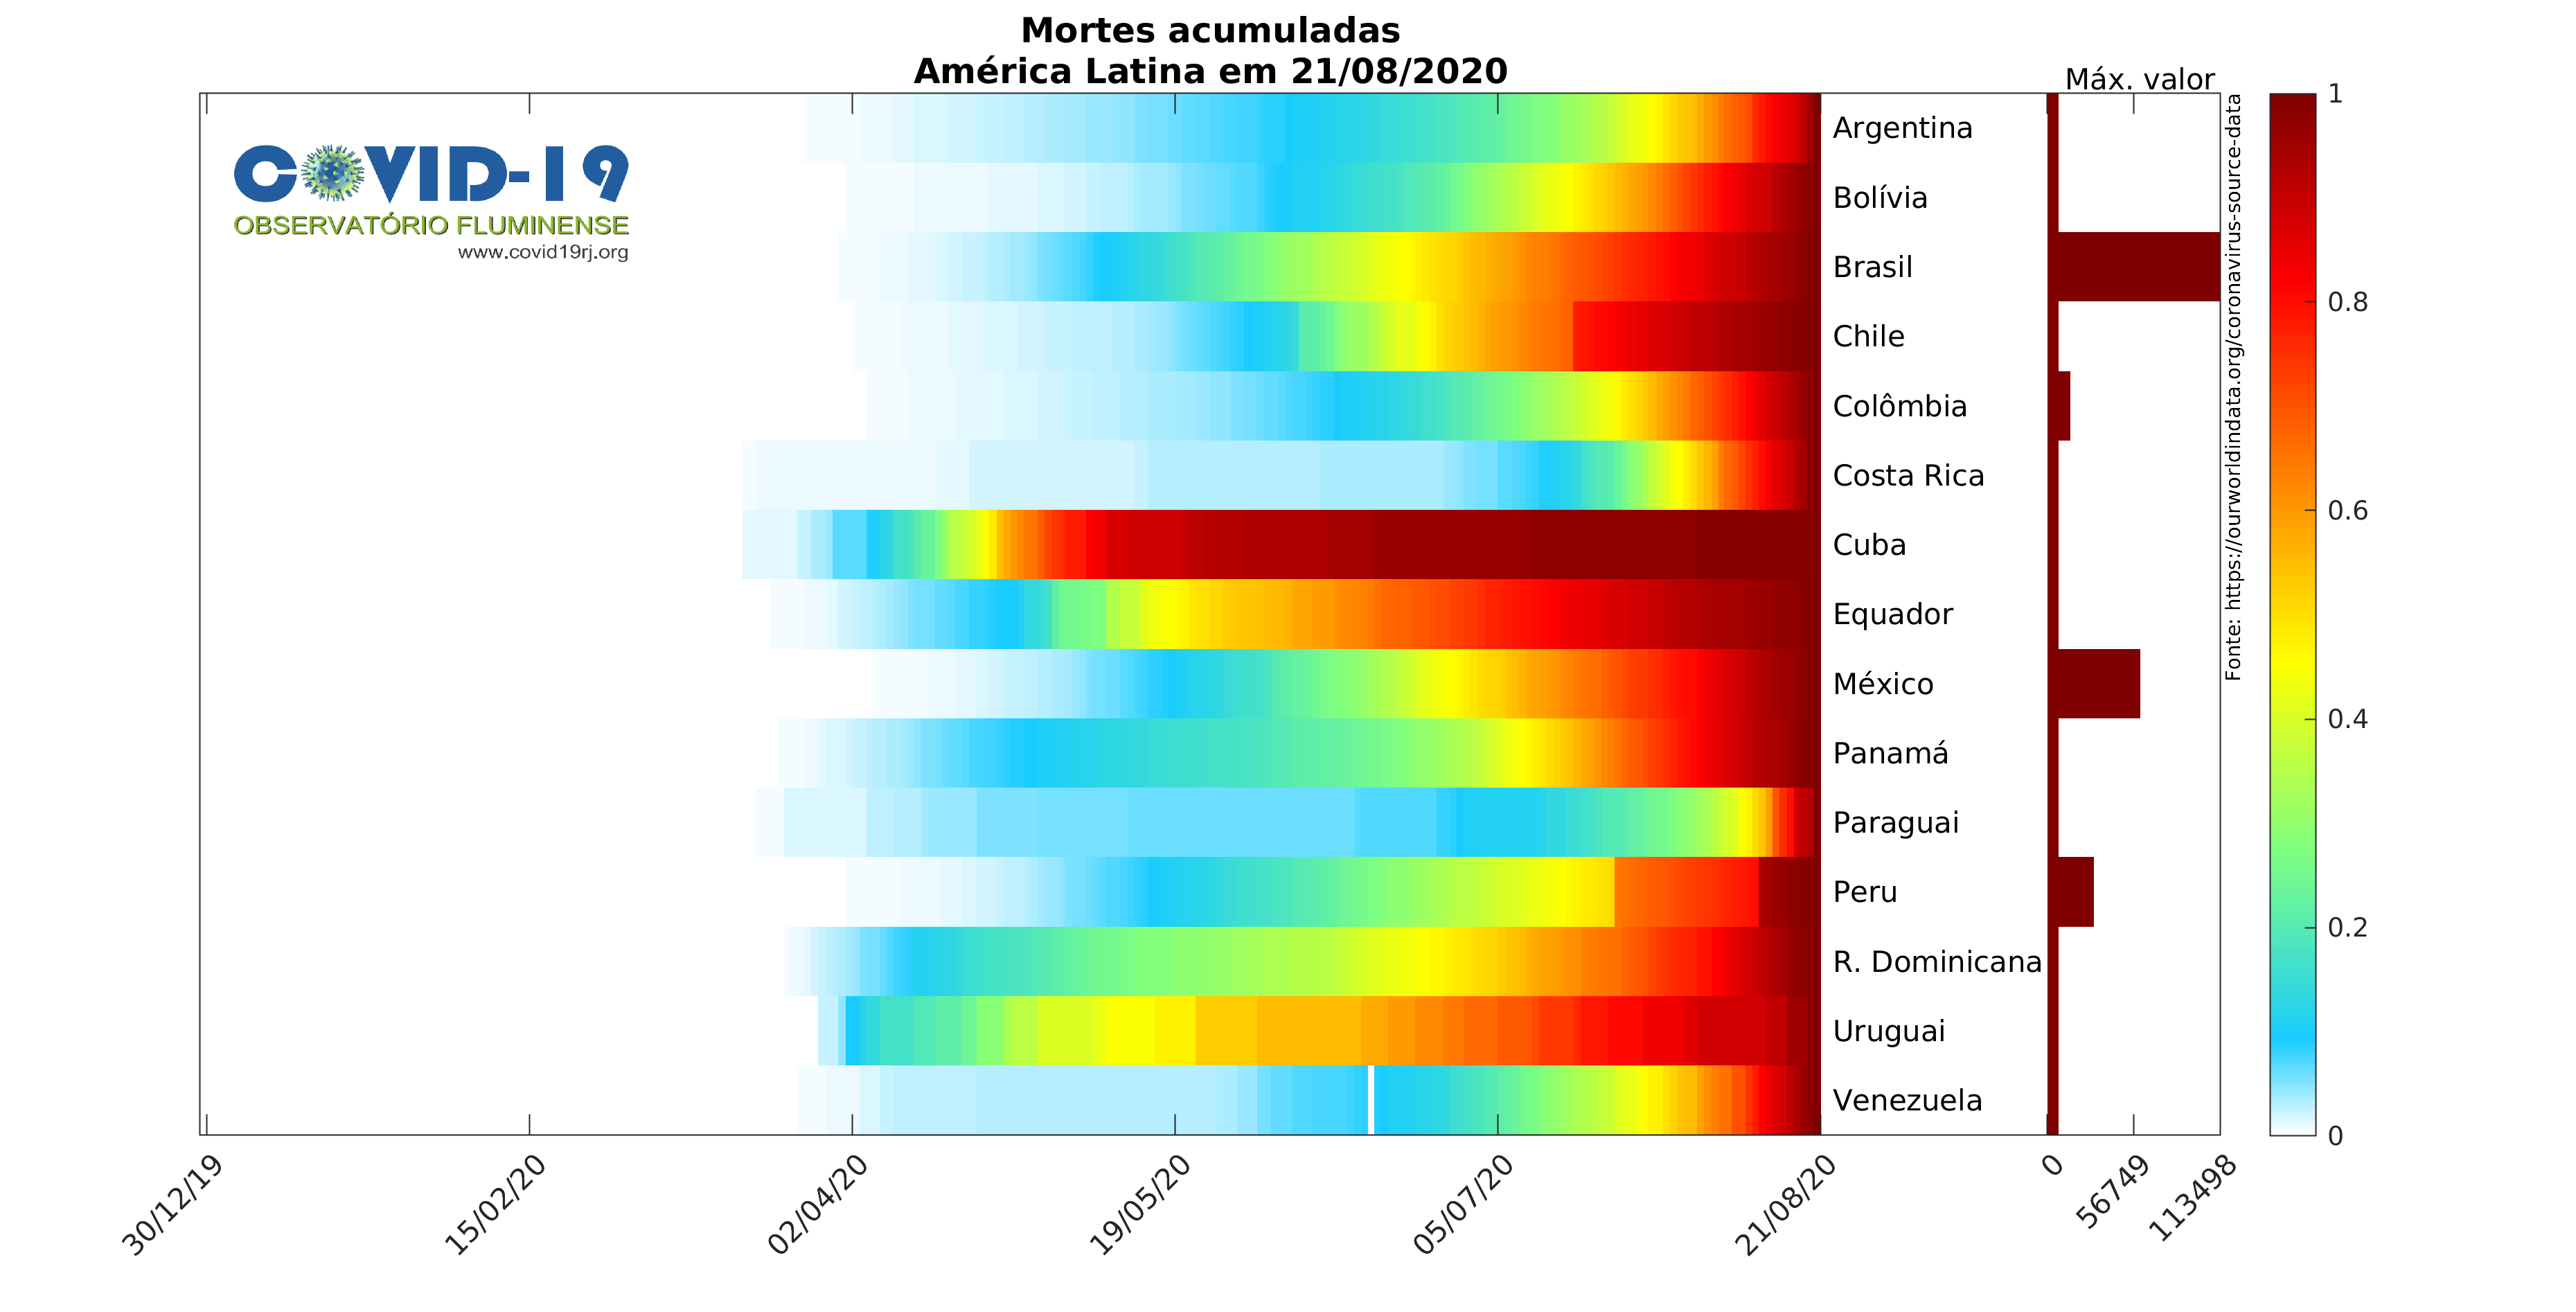 Mortes acumuladas
América Latina em 21/08/2020
Máx. valor
COVID-19
OBSERVATÓRIO FLUMINENSE
www.covid19rj.org
Argentina
Bolívia
Brasil
Chile
Colômbia
Costa Rica
Cuba
Equador
México
Panamá
Paraguai
Peru
R. Dominicana
Uruguai
Venezuela
Fonte: https://ourworldindata.org/coronavirus-source-data
1
0.8
0.6
0.4
0.2
0
30/12/19
15/02/20
02/04/20
19/05/20
05/07/20
21/08/20
0
56749
113498